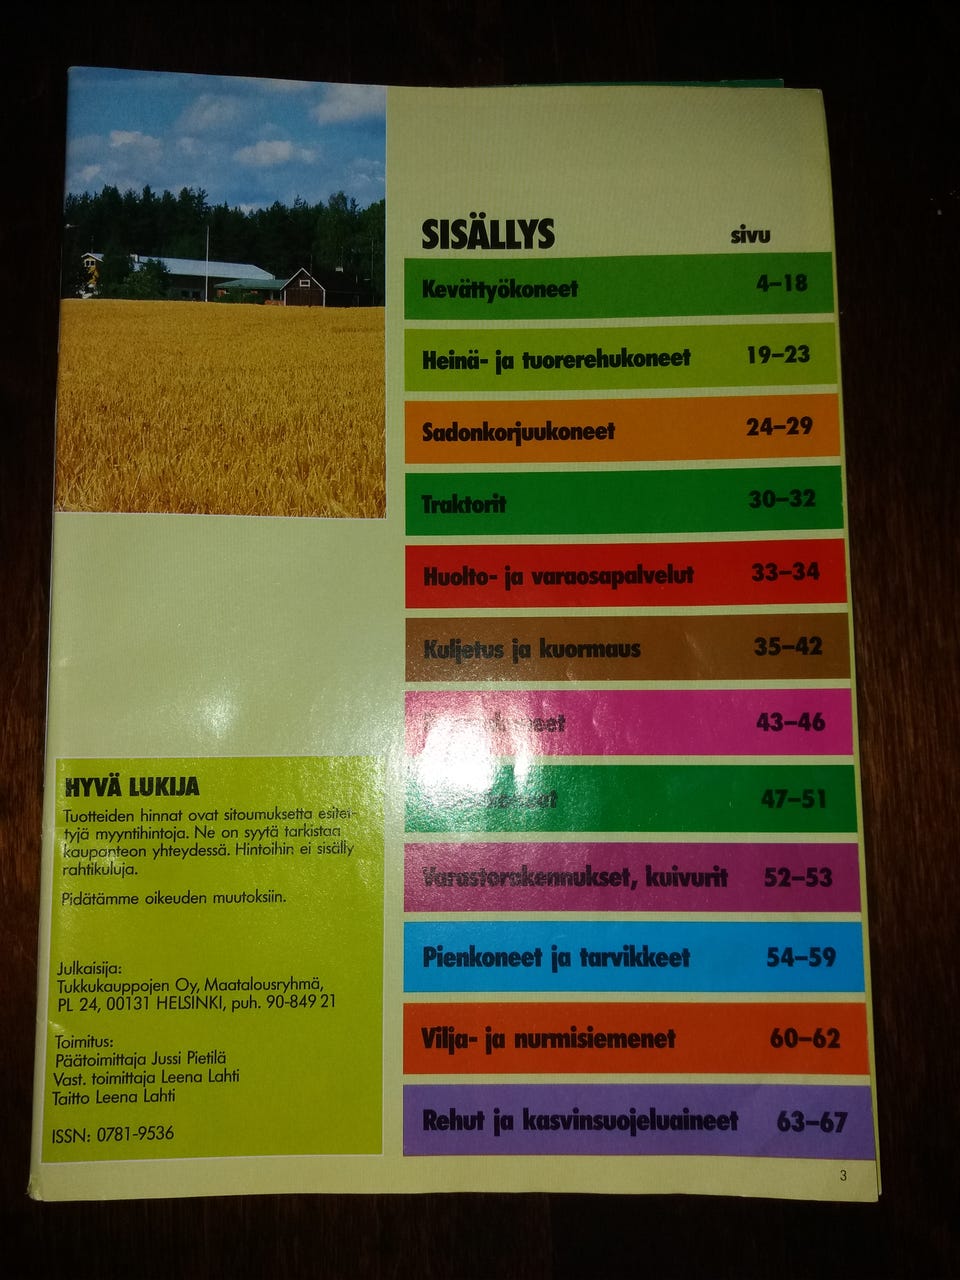 SISÄLLYS sivu
Kevättyökoneet 4–18
Heinä- ja tuorerehukoneet 19–23
Sadonkorjuukoneet 24–29
Traktorit 30–32
Huolto- ja varaosapalvelut 33–34
Kuljetus ja kuormaus 35–42
43–46
47–51
Varastorakennukset, kuivurit 52–53
Pienkoneet ja tarvikkeet 54–59
Vilja- ja nurmisiemenet 60–62
Rehut ja kasvinsuojeluaineet 63–67
HYVÄ LUKIJA
Tuotteiden hinnat ovat sitoumuksetta esitet-
tyjä myyntihintoja. Ne on syytä tarkistaa
kaupanteon yhteydessä. Hintoihin ei sisälly
rahtikuluja.
Pidätämme oikeuden muutoksiin.
Julkaisija:
Tukkukauppojen Oy, Maatalousryhmä,
PL 24, 00131 HELSINKI, puh. 90-849 21
Toimitus:
Päätoimittaja Jussi Pietilä
Vast. toimittaja Leena Lahti
Taitto Leena Lahti
ISSN: 0781-9536
3